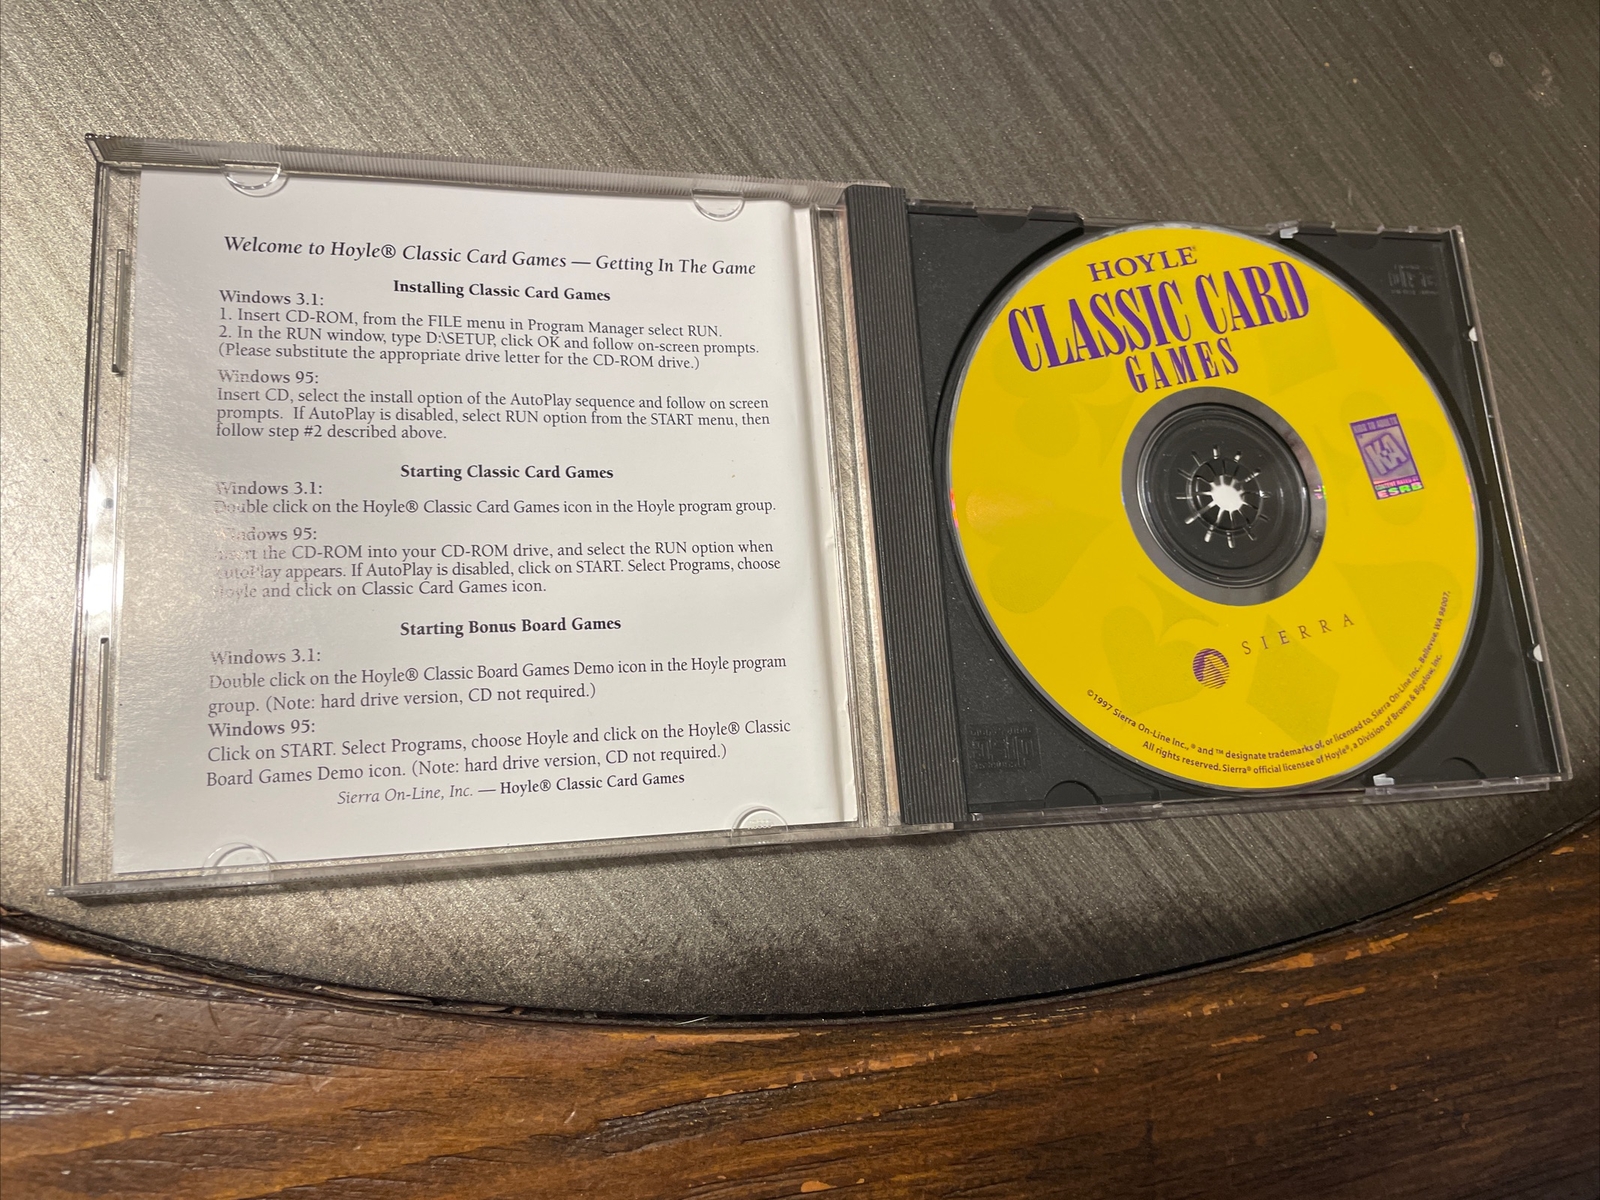 Welcome to Hoyle® Classic Card Games — Getting In The Game
Installing Classic Card Games
Windows 3.1:
1. Insert CD-ROM, from the FILE menu in Program Manager select RUN.
2. In the RUN window, type D:\SETUP, click OK and follow on-screen prompts.
(Please substitute the appropriate drive letter for the CD-ROM drive.)
Windows 95:
Insert CD, select the install option of the AutoPlay sequence and follow on screen
prompts. If AutoPlay is disabled, select RUN option from the START menu, then
follow step #2 described above.
Starting Classic Card Games
Windows 3.1:
Double click on the Hoyle® Classic Card Games icon in the Hoyle program group.
Windows 95:
Insert the CD-ROM into your CD-ROM drive, and select the RUN option when
AutoPlay appears. If AutoPlay is disabled, click on START. Select Programs, choose
Hoyle and click on Classic Card Games icon.
Starting Bonus Board Games
Windows 3.1:
Double click on the Hoyle® Classic Board Games Demo icon in the Hoyle program
group. (Note: hard drive version, CD not required.)
Windows 95:
Click on START. Select Programs, choose Hoyle and click on the Hoyle® Classic
Board Games Demo icon. (Note: hard drive version, CD not required.)
Sierra On-Line, Inc. — Hoyle® Classic Card Games
HOYLE®
CLASSIC CARD
GAMES
KIDS TO ADULTS
K-A
CONTENT RATED BY
ESRB
SIERRA
©1997 Sierra On-Line Inc., ® and ™ designate trademarks of, or licensed to, Sierra On-Line Inc., Bellevue, WA 98007.
All rights reserved. Sierra® official licensee of Hoyle®, a Division of Brown & Bigelow, Inc.